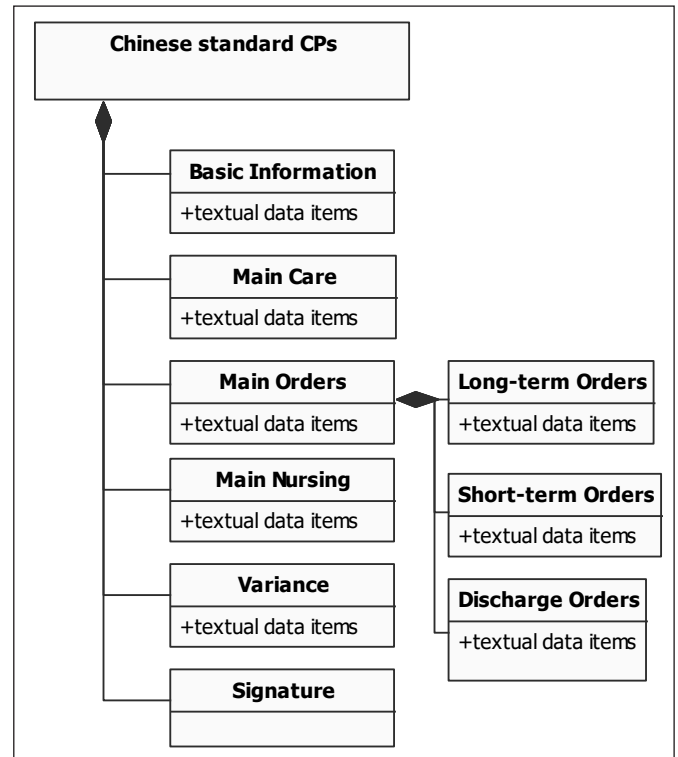 Chinese standard CPs
Basic Information
+textual data items
Main Care
+textual data items
Main Orders
+textual data items
Long-term Orders
+textual data items
Main Nursing
+textual data items
Short-term Orders
+textual data items
Variance
+textual data items
Discharge Orders
+textual data items
Signature